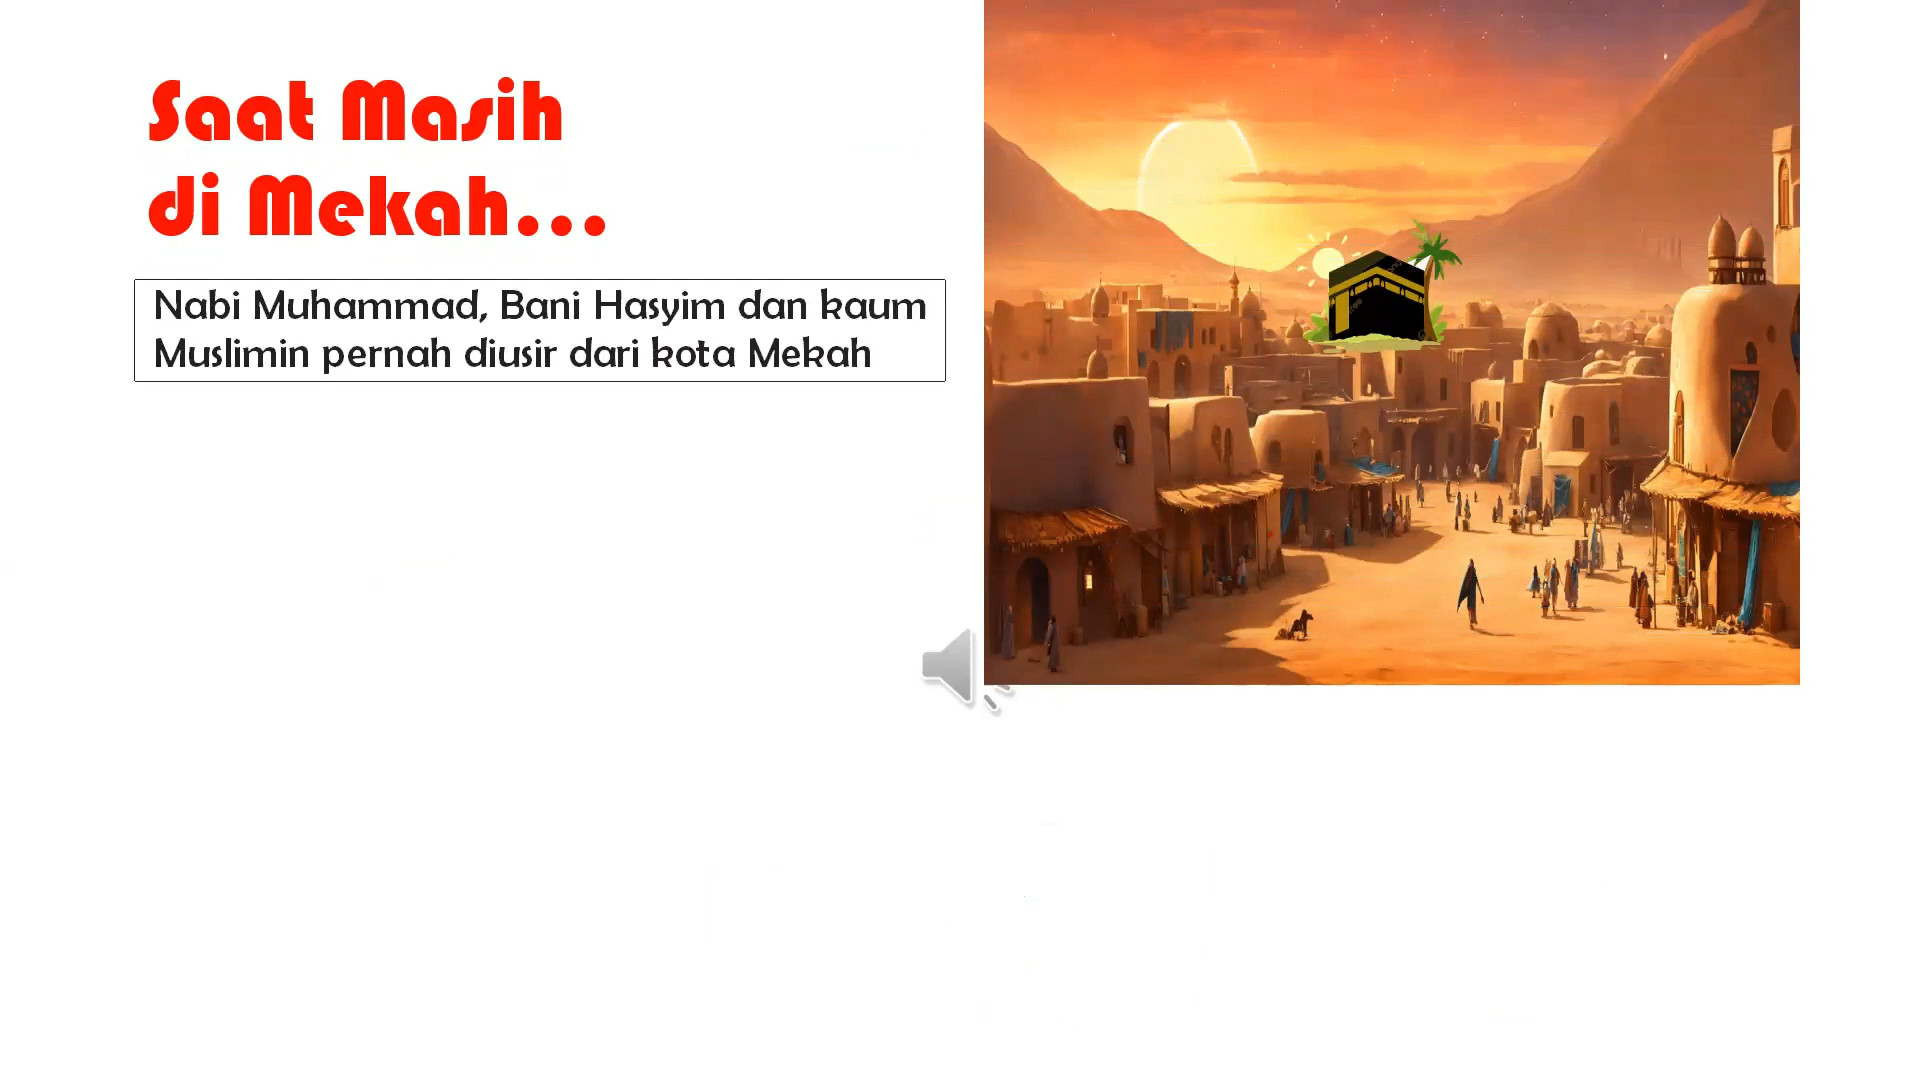 Saat Masih
di Mekah...
Nabi Muhammad, Bani Hasyim dan kaum
Muslimin pernah diusir dari kota Mekah